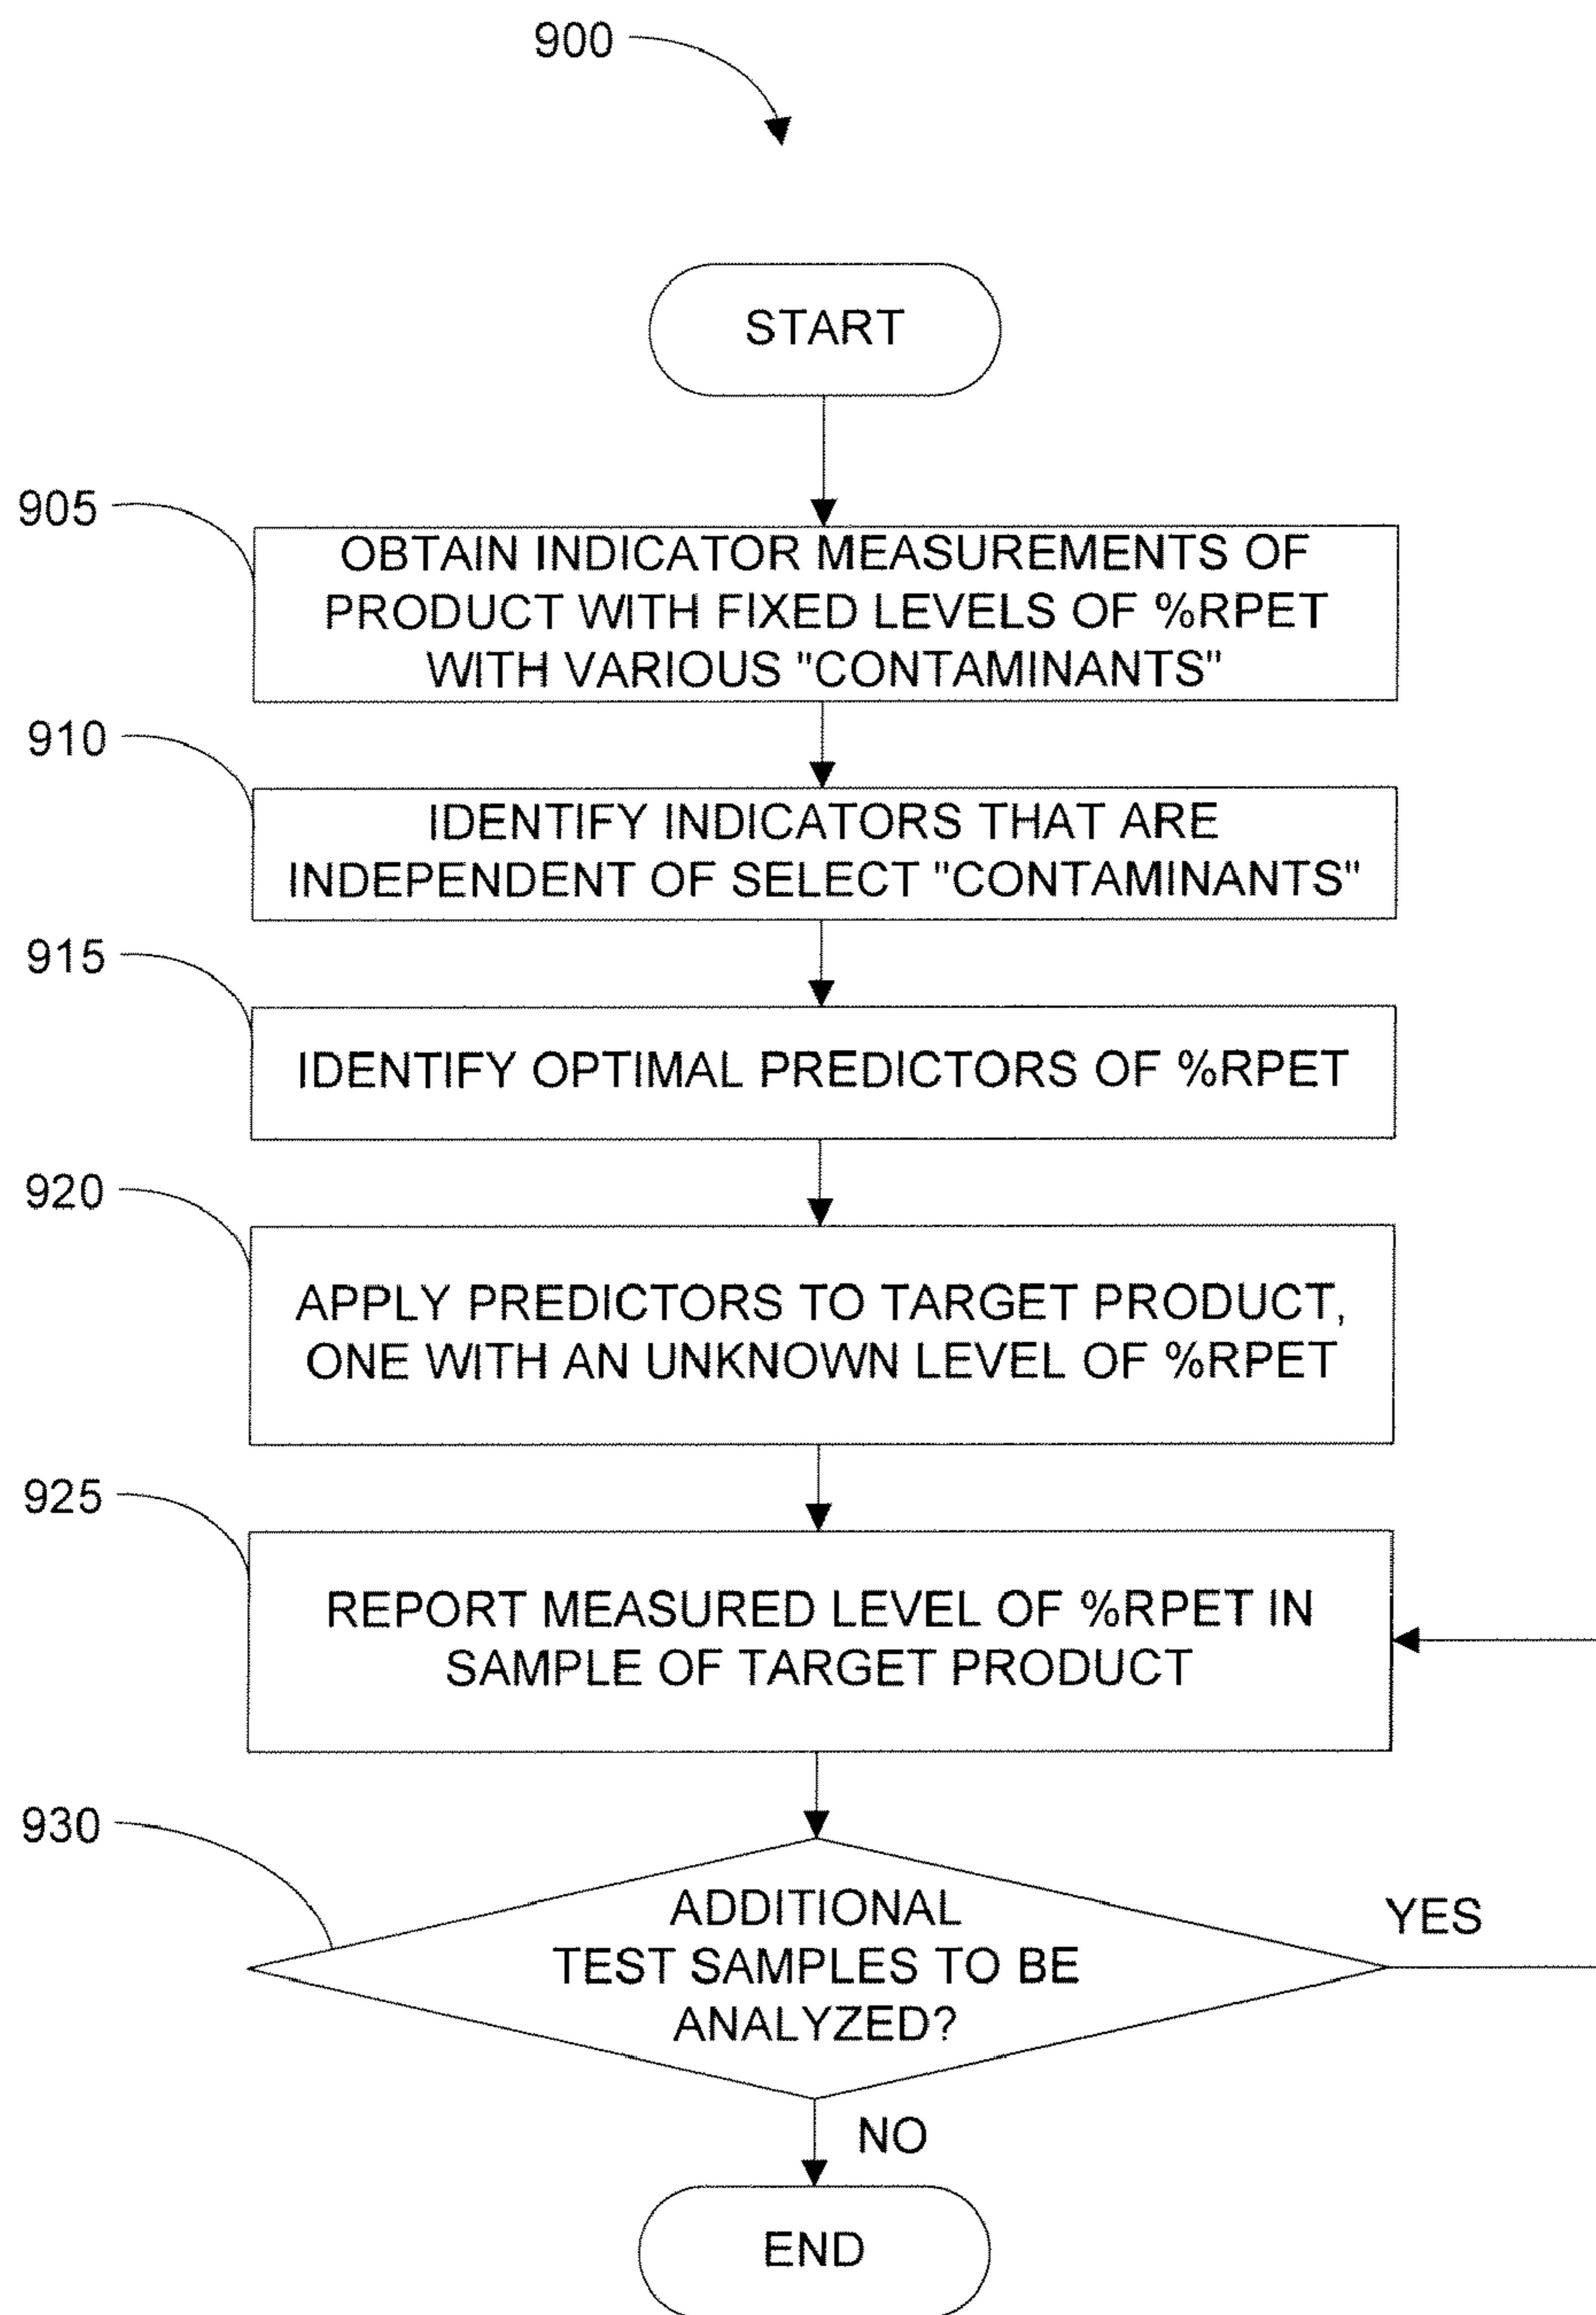 900
START
905
OBTAIN INDICATOR MEASUREMENTS OF
PRODUCT WITH FIXED LEVELS OF %RPET
WITH VARIOUS "CONTAMINANTS"
910
IDENTIFY INDICATORS THAT ARE
INDEPENDENT OF SELECT "CONTAMINANTS"
915
IDENTIFY OPTIMAL PREDICTORS OF %RPET
920
APPLY PREDICTORS TO TARGET PRODUCT,
ONE WITH AN UNKNOWN LEVEL OF %RPET
925
REPORT MEASURED LEVEL OF %RPET IN
SAMPLE OF TARGET PRODUCT
930
ADDITIONAL
TEST SAMPLES TO BE
ANALYZED?
YES
NO
END